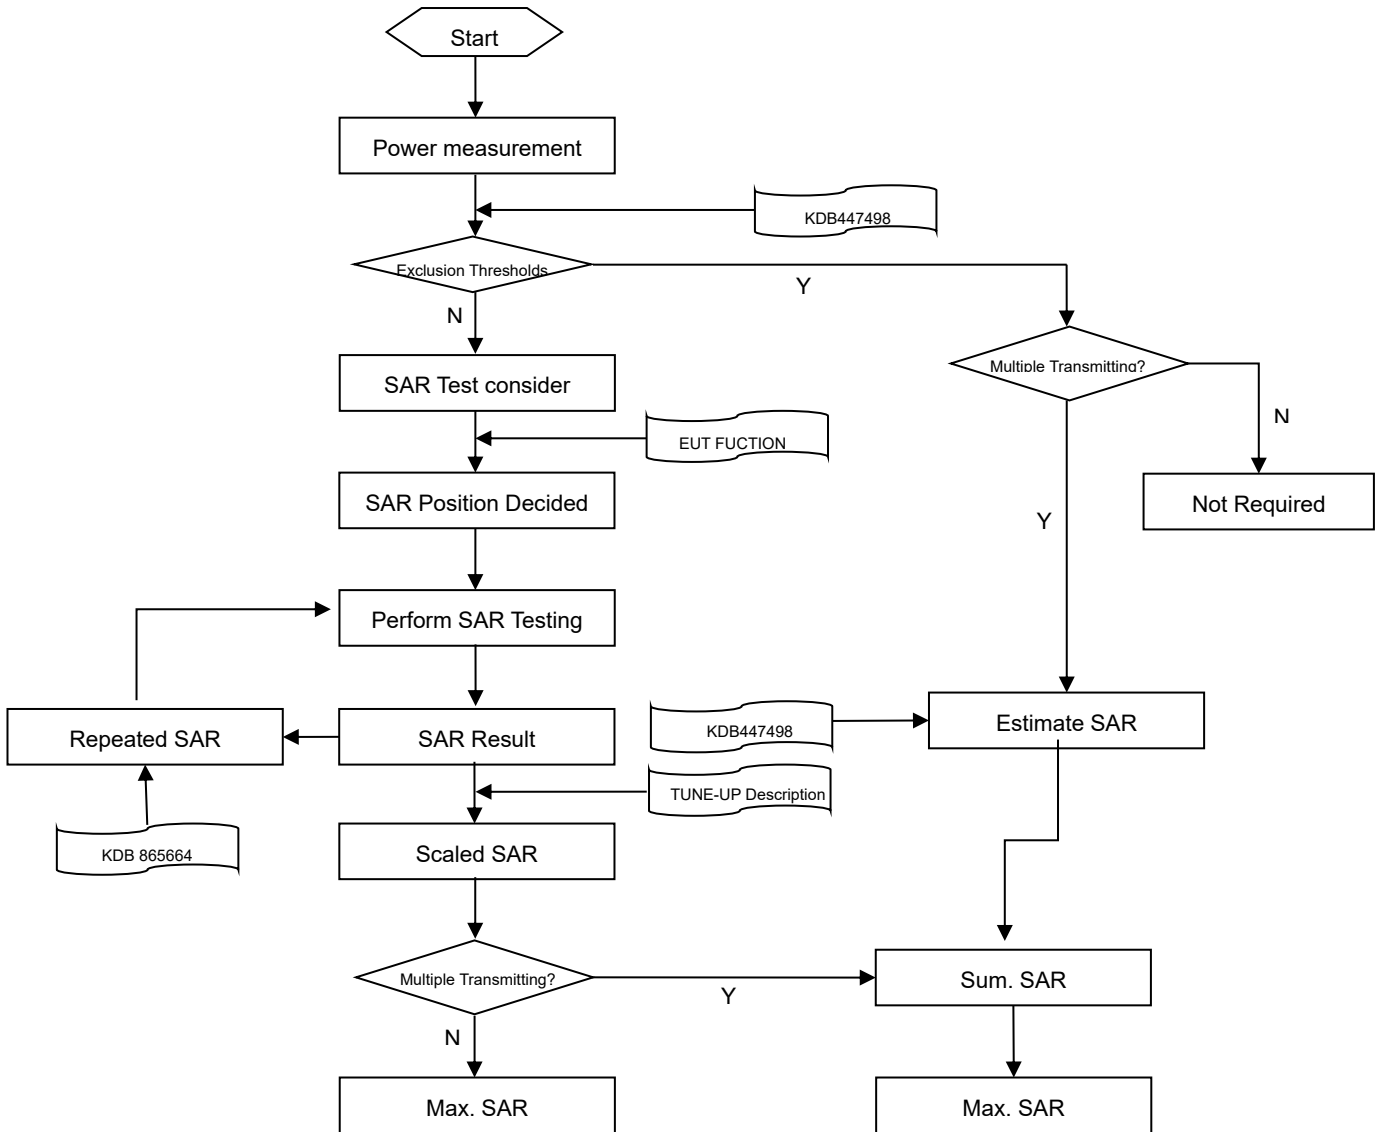 Start
Power measurement
KDB447498
Exclusion Thresholds
Y
N
Multiple Transmitting?
SAR Test consider
N
EUT FUCTION
SAR Position Decided
Not Required
Y
Perform SAR Testing
Repeated SAR
SAR Result
KDB447498
Estimate SAR
TUNE-UP Description
KDB 865664
Scaled SAR
Multiple Transmitting?
Y
Sum. SAR
N
Max. SAR
Max. SAR